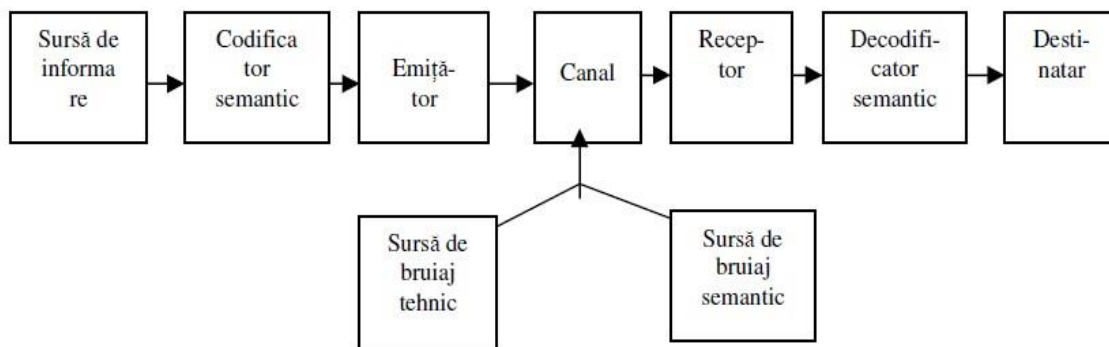 Sursă de
informa
re
Codifica
tor
semantic
Emiță-
tor
Canal
Recep-
tor
Decodifi-
cator
semantic
Desti-
natar
Sursă de
bruiaj
tehnic
Sursă de
bruiaj
semantic